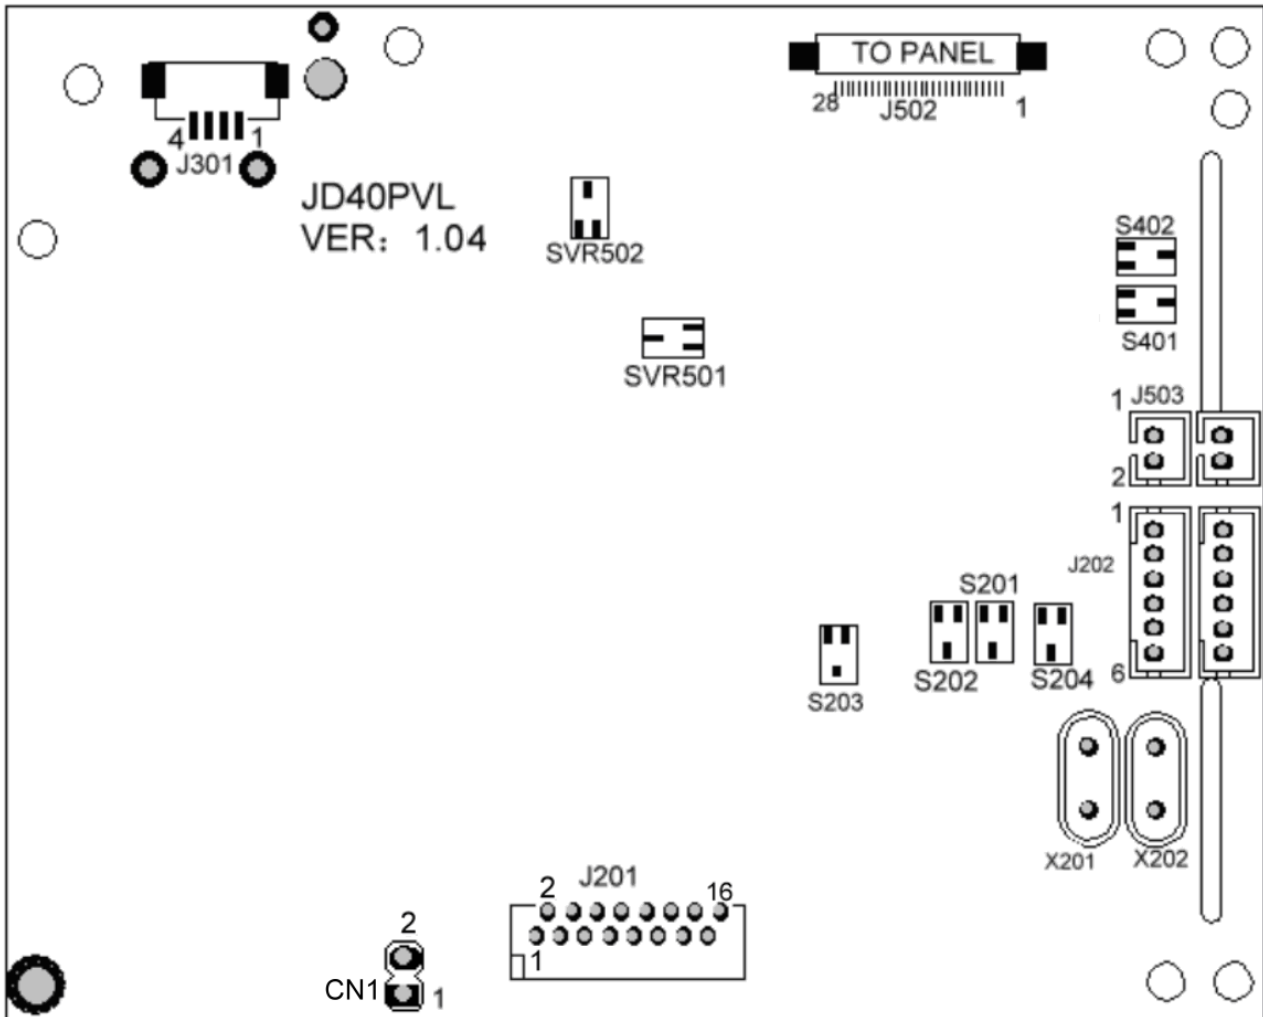 TO PANEL
28 J502 1
4 1
J301
JD40PVL
VER: 1.04
SVR502
S402
S401
SVR501
1 J503
2
1
J202
6
S201
S202
S204
S203
X201
X202
J201
2 16
1
2
CN1 1